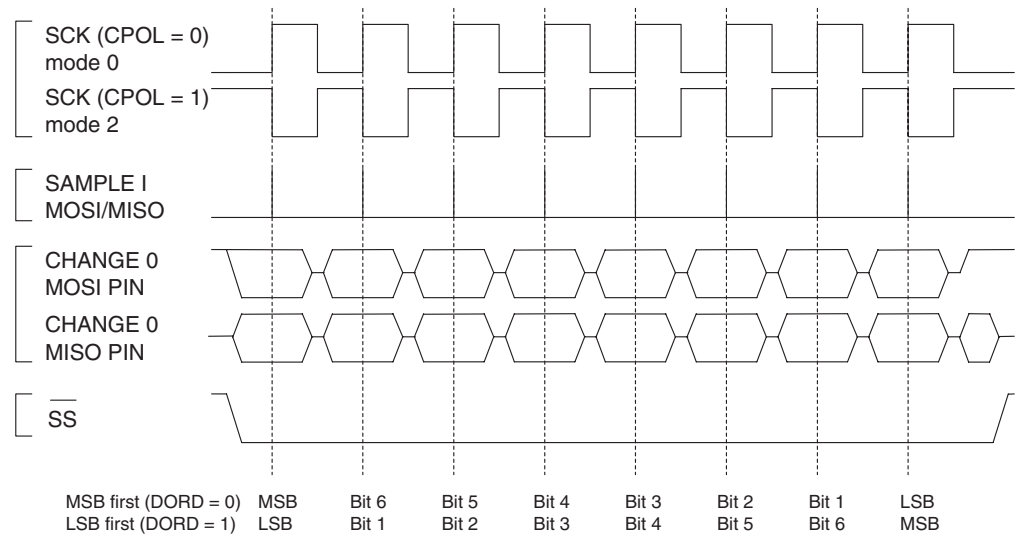 SCK (CPOL = 0)
mode 0
SCK (CPOL = 1)
mode 2
SAMPLE I
MOSI/MISO
CHANGE 0
MOSI PIN
CHANGE 0
MISO PIN
SS
MSB first (DORD = 0) MSB Bit 6 Bit 5 Bit 4 Bit 3 Bit 2 Bit 1 LSB
LSB first (DORD = 1) LSB Bit 1 Bit 2 Bit 3 Bit 4 Bit 5 Bit 6 MSB